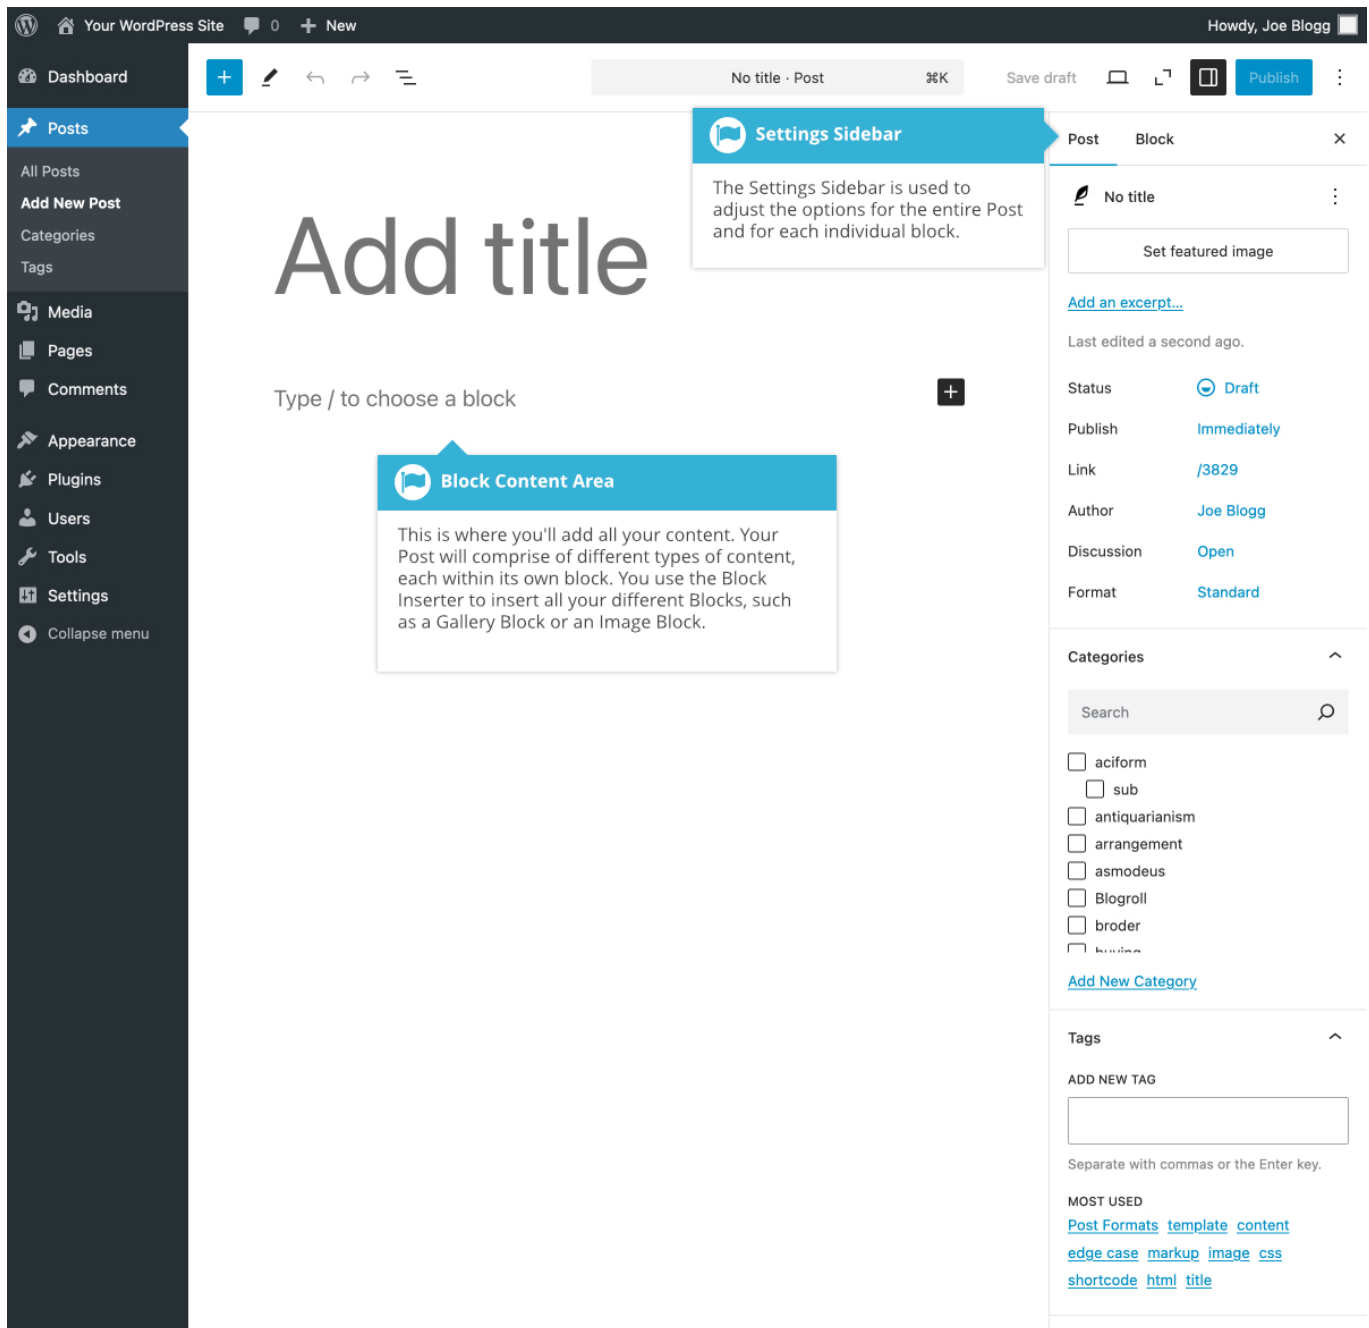 Your WordPress Site 0 New Howdy, Joe Blogg
Dashboard
Posts
All Posts
Add New Post
Categories
Tags
Media
Pages
Comments
Appearance
Plugins
Users
Tools
Settings
Collapse menu
No title · Post ⌘K Save draft Publish
Settings Sidebar
The Settings Sidebar is used to
adjust the options for the entire Post
and for each individual block.
Add title
Type / to choose a block
Block Content Area
This is where you'll add all your content. Your
Post will comprise of different types of content,
each within its own block. You use the Block
Inserter to insert all your different Blocks, such
as a Gallery Block or an Image Block.
Post Block
No title
Set featured image
Add an excerpt...
Last edited a second ago.
Status Draft
Publish Immediately
Link /3829
Author Joe Blogg
Discussion Open
Format Standard
Categories
Search
aciform
sub
antiquarianism
arrangement
asmodeus
Blogroll
broder
buying
Add New Category
Tags
ADD NEW TAG
Separate with commas or the Enter key.
MOST USED
Post Formats template content
edge case markup image css
shortcode html title